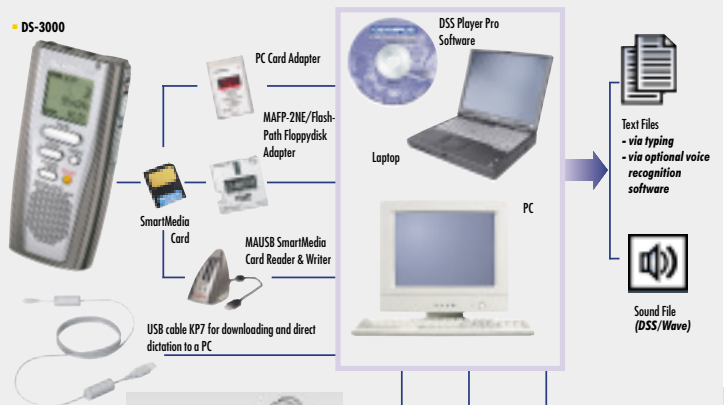 DS-3000
PC Card Adapter
MAFP-2NE/Flash-
Path Floppydisk
Adapter
SmartMedia
Card
MAUSB SmartMedia
Card Reader & Writer
USB cable KP7 for downloading and direct
dictation to a PC
DSS Player Pro
Software
Laptop
PC
Text Files
- via typing
- via optional voice
recognition
software
Sound File
(DSS/Wave)